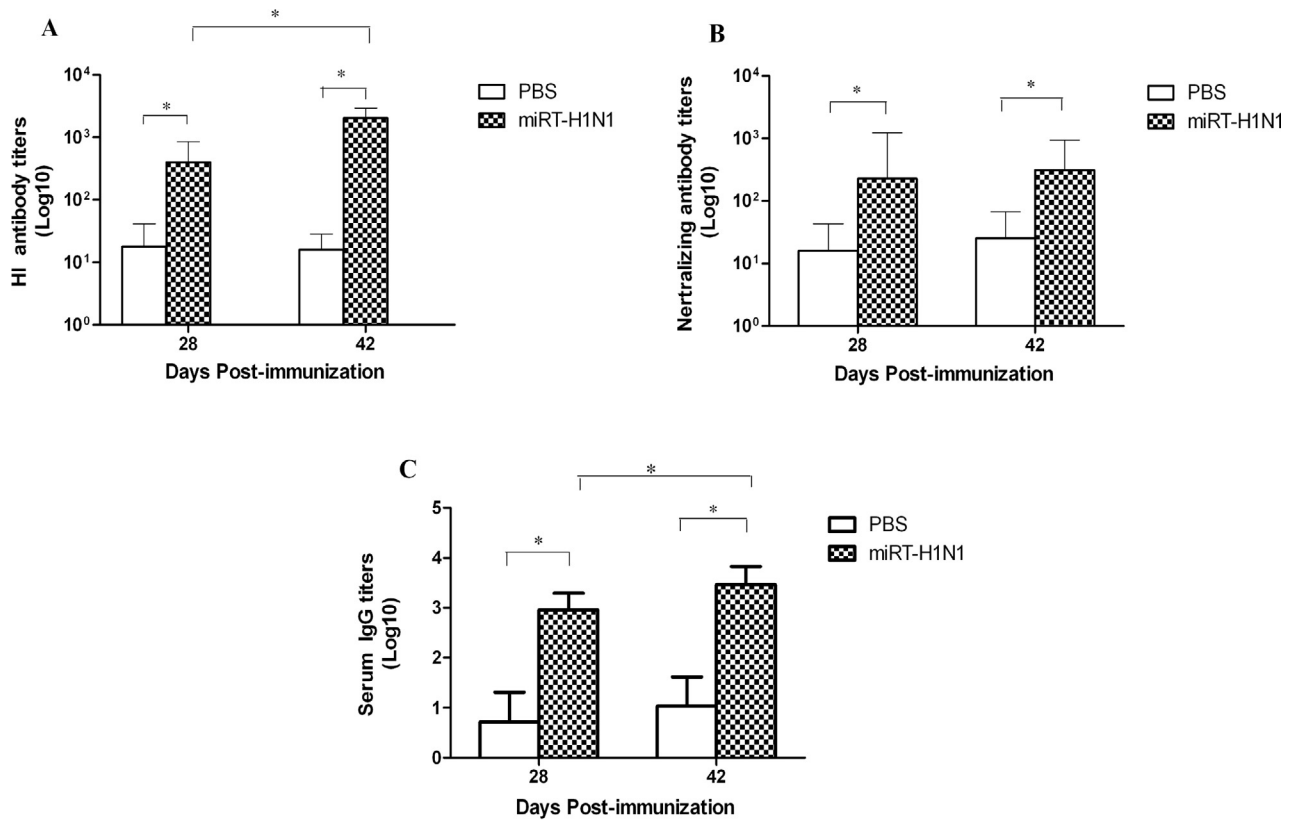 A
*
HI antibody titers
(Log10)
10⁴
10³
10²
10¹
10⁰
*
*
28
42
Days Post-immunization
PBS
miRT-H1N1
B
Nertralizing antibody titers
(Log10)
10⁴
10³
10²
10¹
10⁰
*
*
28
42
Days Post-immunization
PBS
miRT-H1N1
C
*
Serum IgG titers
(Log10)
5
4
3
2
1
0
*
*
28
42
Days Post-immunization
PBS
miRT-H1N1